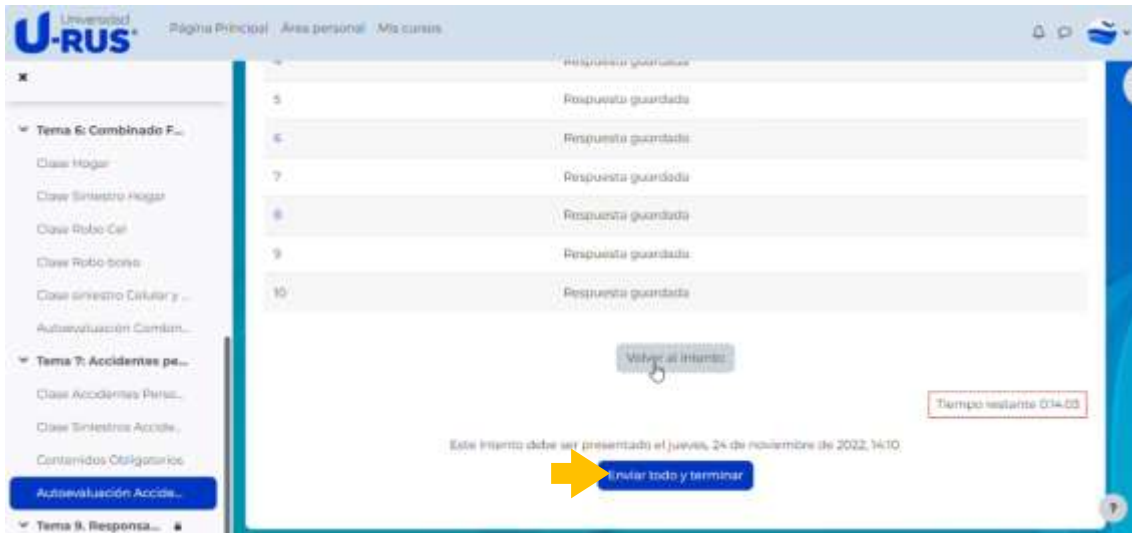 Universidad
U-RUS
Página Principal Área personal Mis cursos
Tema 6: Combinado F...
Clase Hogar
Clase Siniestro Hogar
Clase Robo Cel
Clase Robo bolso
Clase siniestro Celular y ...
Autoevaluación Combin...
Tema 7: Accidentes pe...
Clase Accidentes Perso...
Clase Siniestros Accide...
Contenidos Obligatorios
Autoevaluación Accide...
Tema 9. Responsa...
Respuesta guardada
5 Respuesta guardada
6 Respuesta guardada
7 Respuesta guardada
8 Respuesta guardada
9 Respuesta guardada
10 Respuesta guardada
Volver al intento
Tiempo restante 0:14:03
Este intento debe ser presentado el jueves, 24 de noviembre de 2022, 14:10
Enviar todo y terminar
?